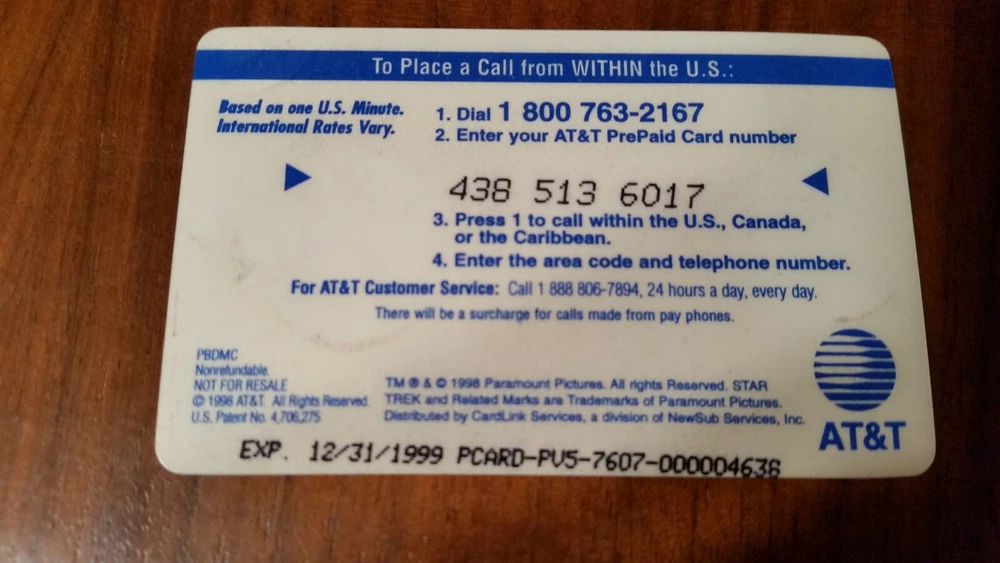 To Place a Call from WITHIN the U.S.:
Based on one U.S. Minute.
International Rates Vary.
1. Dial 1 800 763-2167
2. Enter your AT&T PrePaid Card number
438 513 6017
3. Press 1 to call within the U.S., Canada,
or the Caribbean.
4. Enter the area code and telephone number.
For AT&T Customer Service: Call 1 888 806-7894, 24 hours a day, every day.
There will be a surcharge for calls made from pay phones.
PBDMC
Nonrefundable.
NOT FOR RESALE
© 1998 AT&T. All Rights Reserved.
U.S. Patent No. 4,706,275
TM ® & © 1998 Paramount Pictures. All rights Reserved. STAR
TREK and Related Marks are Trademarks of Paramount Pictures.
Distributed by CardLink Services, a division of NewSub Services, Inc.
AT&T
EXP. 12/31/1999 PCARD-PV5-7607-000004638